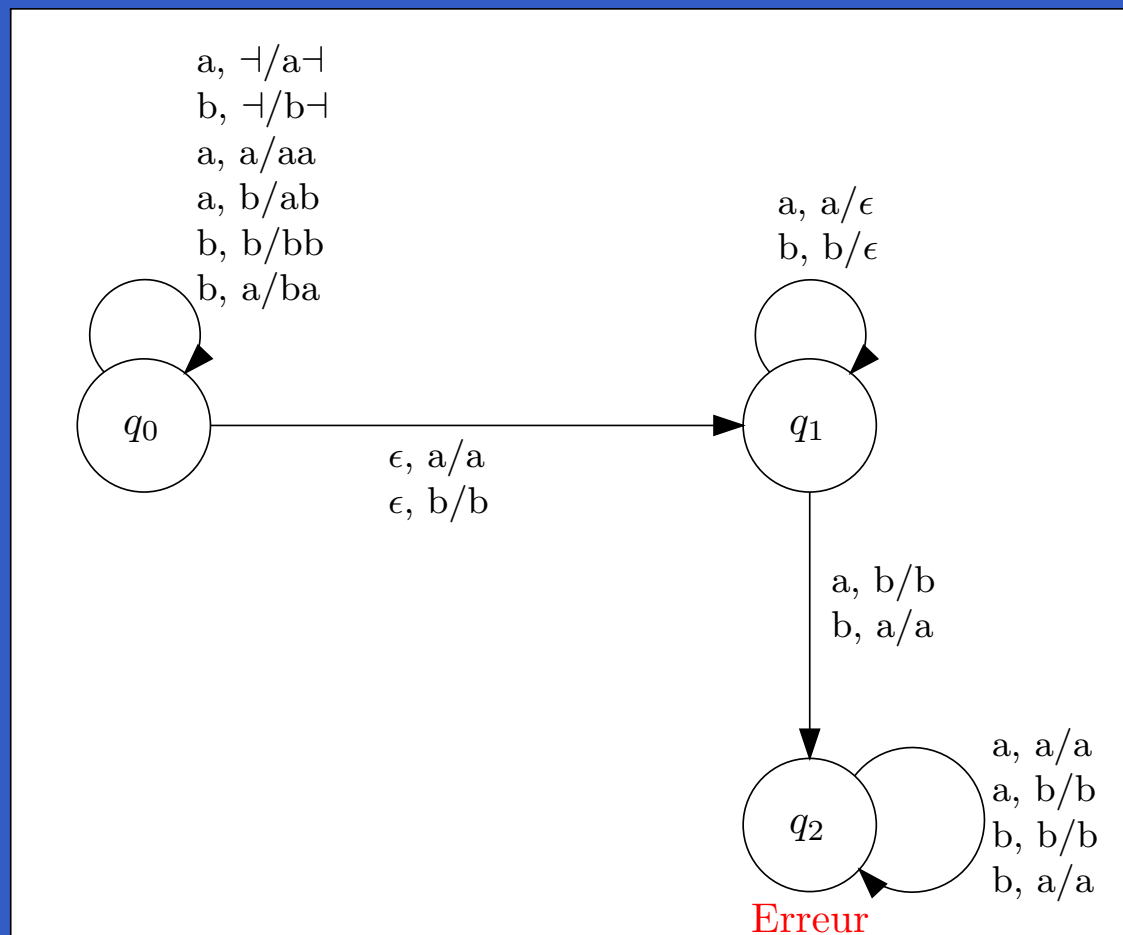 a, ⊣/a⊣
b, ⊣/b⊣
a, a/aa
a, b/ab
b, b/bb
b, a/ba
a, a/ϵ
b, b/ϵ
q₀
q₁
ϵ, a/a
ϵ, b/b
a, b/b
b, a/a
a, a/a
a, b/b
b, b/b
b, a/a
q₂
Erreur